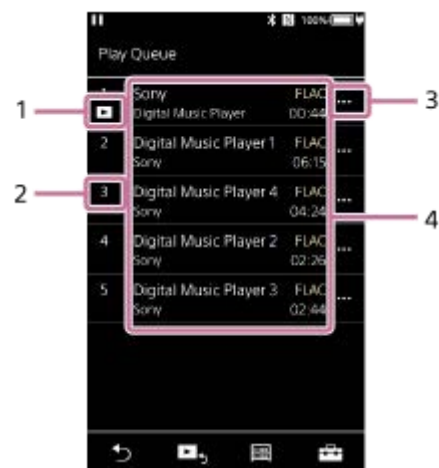 100%
Play Queue
1 Sony FLAC ...
Digital Music Player 00:44
2 Digital Music Player 1 FLAC ...
Sony 06:15
3 Digital Music Player 4 FLAC ...
Sony 04:24
4 Digital Music Player 2 FLAC ...
Sony 02:26
5 Digital Music Player 3 FLAC ...
Sony 02:44
1
2
3
4